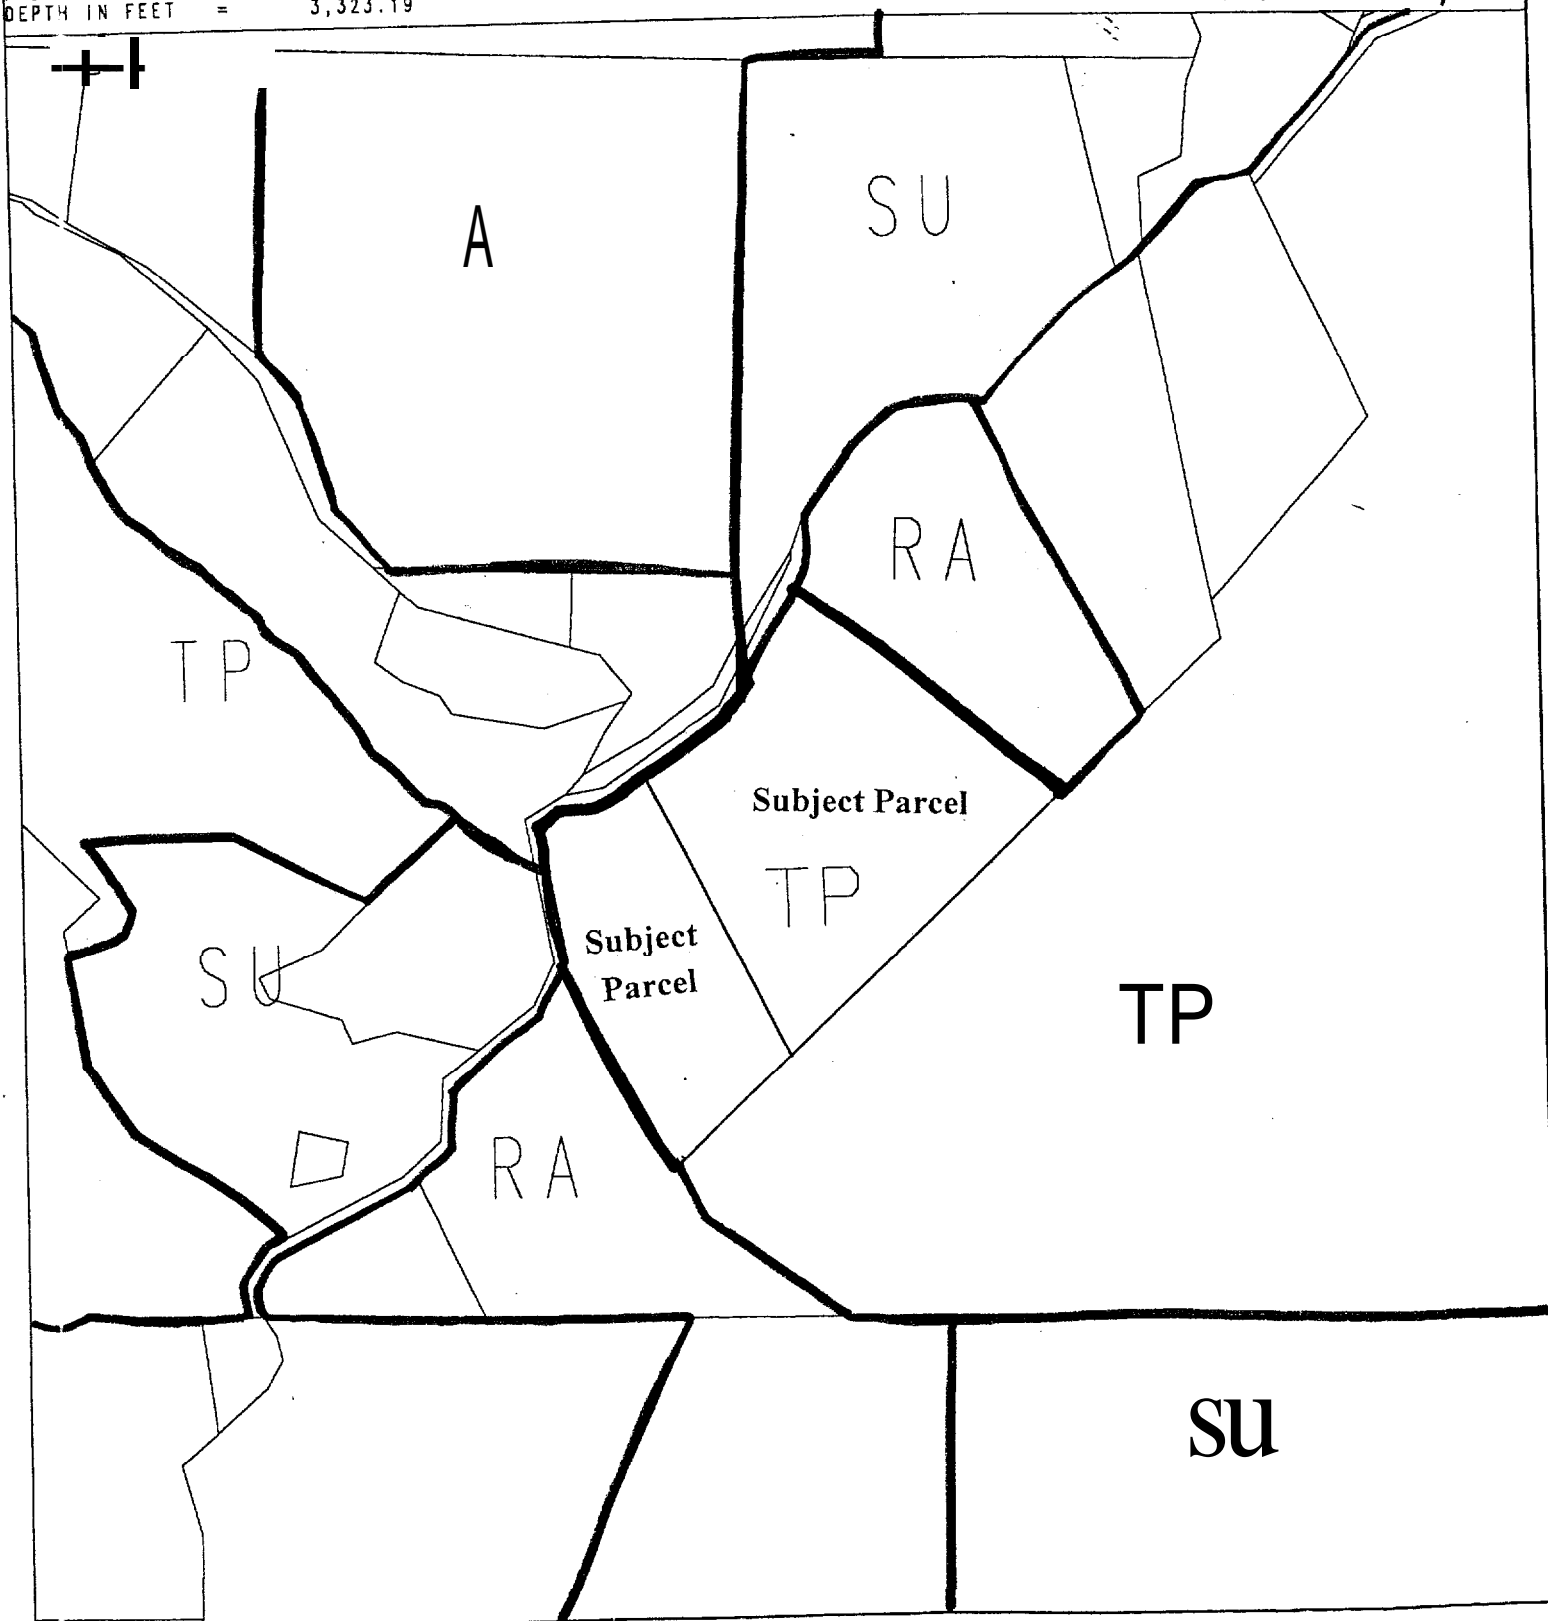 DEPTH IN FEET = 3,323.19
A
SU
RA
TP
Subject Parcel
TP
Subject
Parcel
SU
TP
RA
su